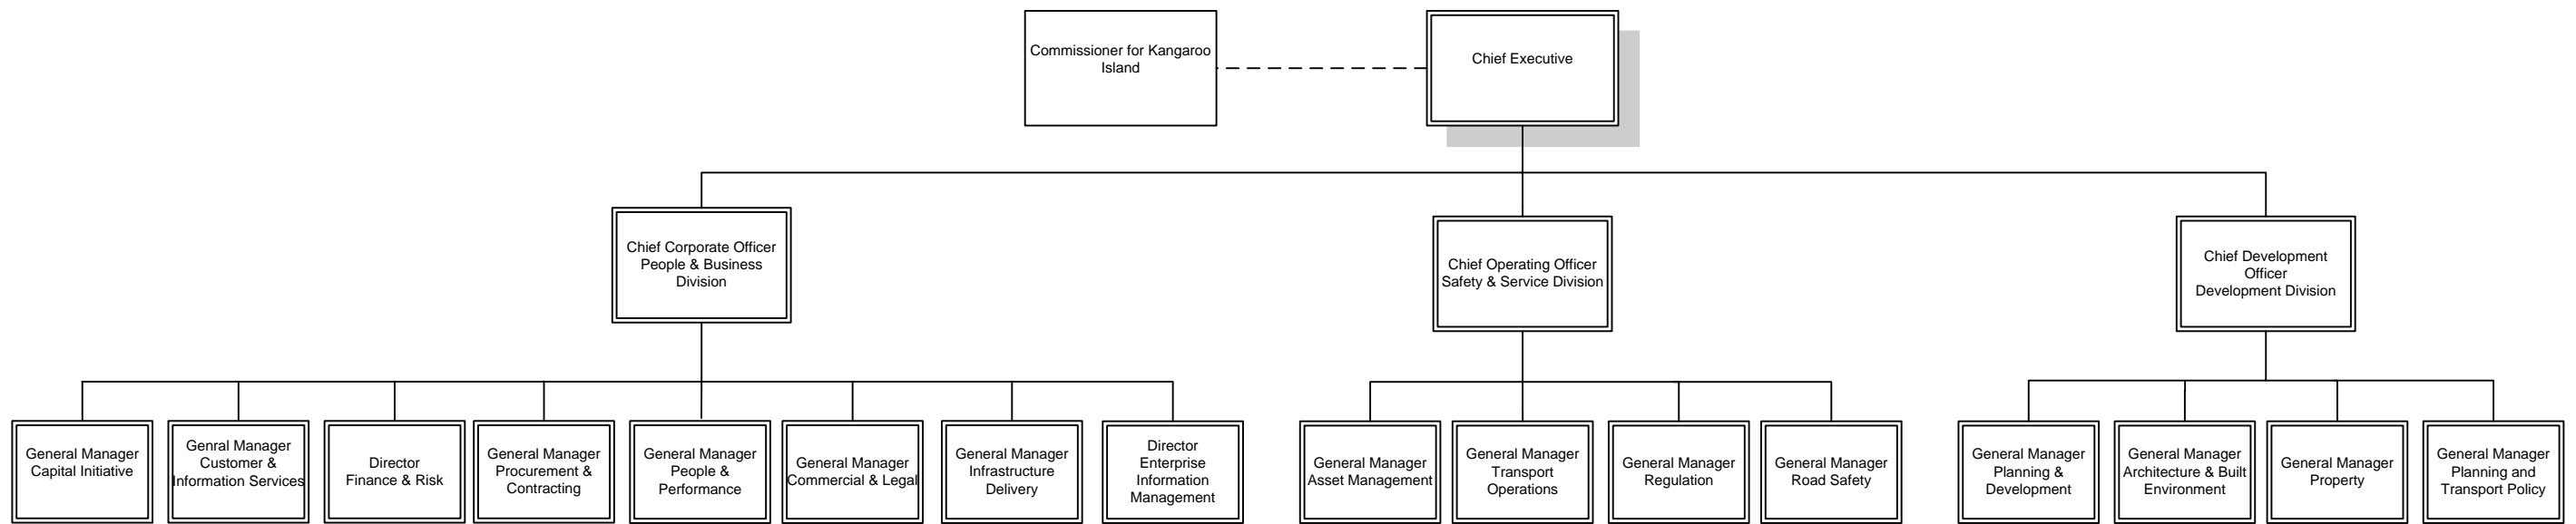 Commissioner for Kangaroo
Island
Chief Executive
Chief Corporate Officer
People & Business
Division
Chief Operating Officer
Safety & Service Division
Chief Development
Officer
Development Division
General Manager
Capital Initiative
Genral Manager
Customer &
Information Services
Director
Finance & Risk
General Manager
Procurement &
Contracting
General Manager
People &
Performance
General Manager
Commercial & Legal
General Manager
Infrastructure
Delivery
Director
Enterprise
Information
Management
General Manager
Asset Management
General Manager
Transport
Operations
General Manager
Regulation
General Manager
Road Safety
General Manager
Planning &
Development
General Manager
Architecture & Built
Environment
General Manager
Property
General Manager
Planning and
Transport Policy